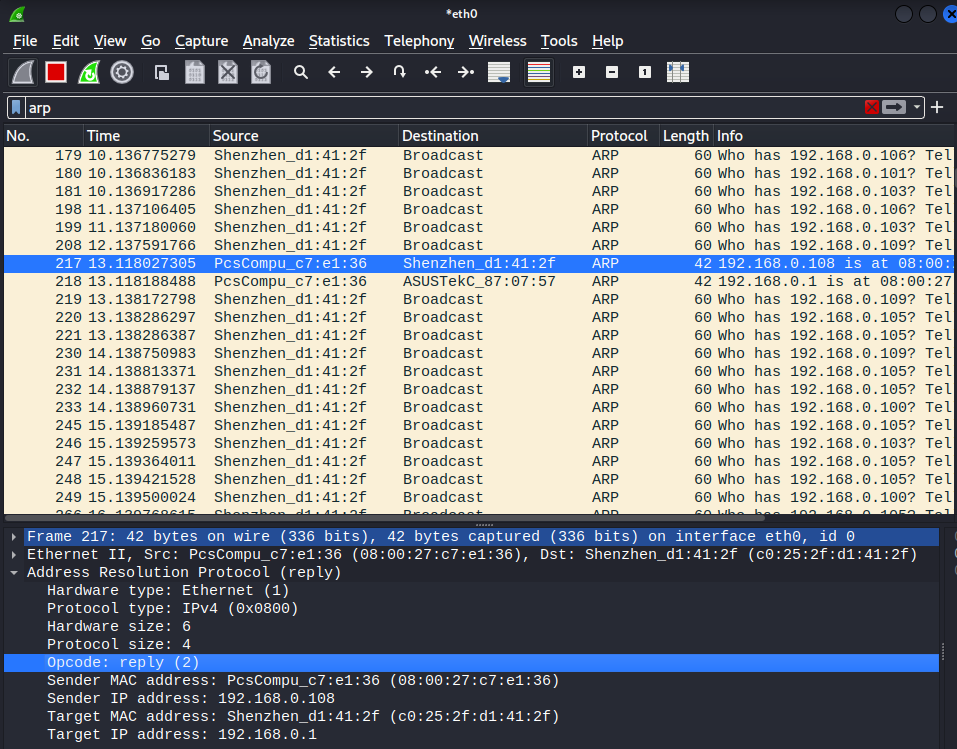 *eth0
File Edit View Go Capture Analyze Statistics Telephony Wireless Tools Help
arp
No. Time Source Destination Protocol Length Info
179 10.136775279 Shenzhen_d1:41:2f Broadcast ARP 60 Who has 192.168.0.106? Tel
180 10.136836183 Shenzhen_d1:41:2f Broadcast ARP 60 Who has 192.168.0.101? Tel
181 10.136917286 Shenzhen_d1:41:2f Broadcast ARP 60 Who has 192.168.0.103? Tel
198 11.137106405 Shenzhen_d1:41:2f Broadcast ARP 60 Who has 192.168.0.106? Tel
199 11.137180060 Shenzhen_d1:41:2f Broadcast ARP 60 Who has 192.168.0.103? Tel
208 12.137591766 Shenzhen_d1:41:2f Broadcast ARP 60 Who has 192.168.0.109? Tel
217 13.118027305 PcsCompu_c7:e1:36 Shenzhen_d1:41:2f ARP 42 192.168.0.108 is at 08:00:
218 13.118188488 PcsCompu_c7:e1:36 ASUSTekC_87:07:57 ARP 42 192.168.0.1 is at 08:00:27
219 13.138172798 Shenzhen_d1:41:2f Broadcast ARP 60 Who has 192.168.0.109? Tel
220 13.138286297 Shenzhen_d1:41:2f Broadcast ARP 60 Who has 192.168.0.105? Tel
221 13.138286387 Shenzhen_d1:41:2f Broadcast ARP 60 Who has 192.168.0.105? Tel
230 14.138750983 Shenzhen_d1:41:2f Broadcast ARP 60 Who has 192.168.0.109? Tel
231 14.138813371 Shenzhen_d1:41:2f Broadcast ARP 60 Who has 192.168.0.105? Tel
232 14.138879137 Shenzhen_d1:41:2f Broadcast ARP 60 Who has 192.168.0.105? Tel
233 14.138960731 Shenzhen_d1:41:2f Broadcast ARP 60 Who has 192.168.0.100? Tel
245 15.139185487 Shenzhen_d1:41:2f Broadcast ARP 60 Who has 192.168.0.105? Tel
246 15.139259573 Shenzhen_d1:41:2f Broadcast ARP 60 Who has 192.168.0.103? Tel
247 15.139364011 Shenzhen_d1:41:2f Broadcast ARP 60 Who has 192.168.0.105? Tel
248 15.139421528 Shenzhen_d1:41:2f Broadcast ARP 60 Who has 192.168.0.105? Tel
249 15.139500024 Shenzhen_d1:41:2f Broadcast ARP 60 Who has 192.168.0.100? Tel
Frame 217: 42 bytes on wire (336 bits), 42 bytes captured (336 bits) on interface eth0, id 0
Ethernet II, Src: PcsCompu_c7:e1:36 (08:00:27:c7:e1:36), Dst: Shenzhen_d1:41:2f (c0:25:2f:d1:41:2f)
Address Resolution Protocol (reply)
Hardware type: Ethernet (1)
Protocol type: IPv4 (0x0800)
Hardware size: 6
Protocol size: 4
Opcode: reply (2)
Sender MAC address: PcsCompu_c7:e1:36 (08:00:27:c7:e1:36)
Sender IP address: 192.168.0.108
Target MAC address: Shenzhen_d1:41:2f (c0:25:2f:d1:41:2f)
Target IP address: 192.168.0.1